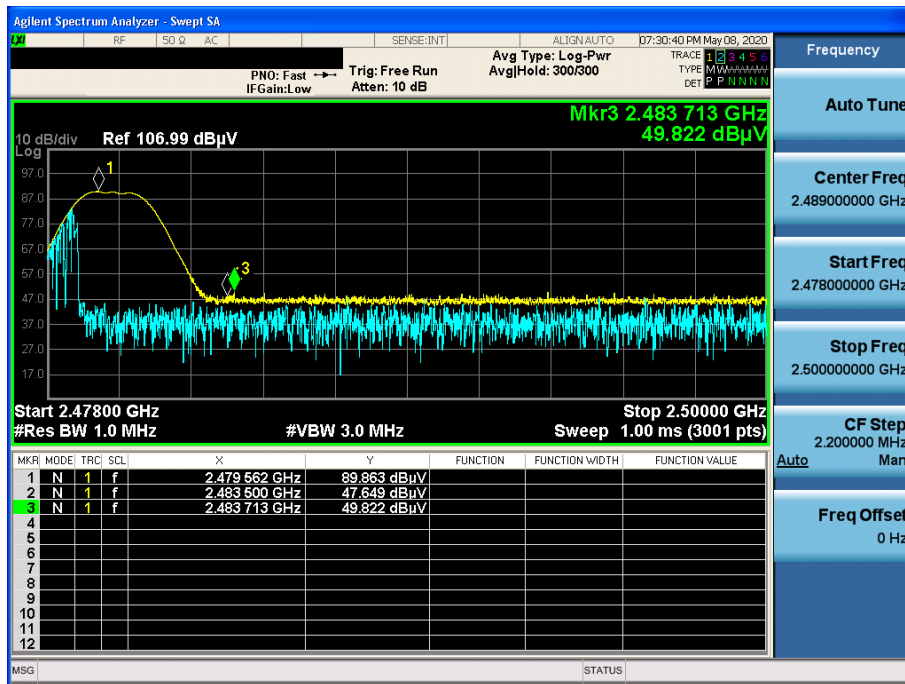 Agilent Spectrum Analyzer - Swept SA
LXI RF 50 Ω AC SENSE:INT ALIGN AUTO 07:30:40 PM May 08, 2020
Frequency
PNO: Fast
IFGain:Low
Trig: Free Run
Atten: 10 dB
Avg Type: Log-Pwr
Avg|Hold: 300/300
TRACE 1 2 3 4 5 6
TYPE M W
DET P P N N N N
Mkr3 2.483 713 GHz
49.822 dBµV
10 dB/div Ref 106.99 dBµV
Log
97.0
87.0
77.0
67.0
57.0
47.0
37.0
27.0
17.0
1
3
Start 2.47800 GHz Stop 2.50000 GHz
#Res BW 1.0 MHz #VBW 3.0 MHz Sweep 1.00 ms (3001 pts)
MKR MODE TRC SCL X Y FUNCTION FUNCTION WIDTH FUNCTION VALUE
1 N 1 f 2.479 562 GHz 89.863 dBµV
2 N 1 f 2.483 500 GHz 47.649 dBµV
3 N 1 f 2.483 713 GHz 49.822 dBµV
4
5
6
7
8
9
10
11
12
MSG STATUS
Auto Tune
Center Freq
2.489000000 GHz
Start Freq
2.478000000 GHz
Stop Freq
2.500000000 GHz
CF Step
2.200000 MHz
Auto Man
Freq Offset
0 Hz